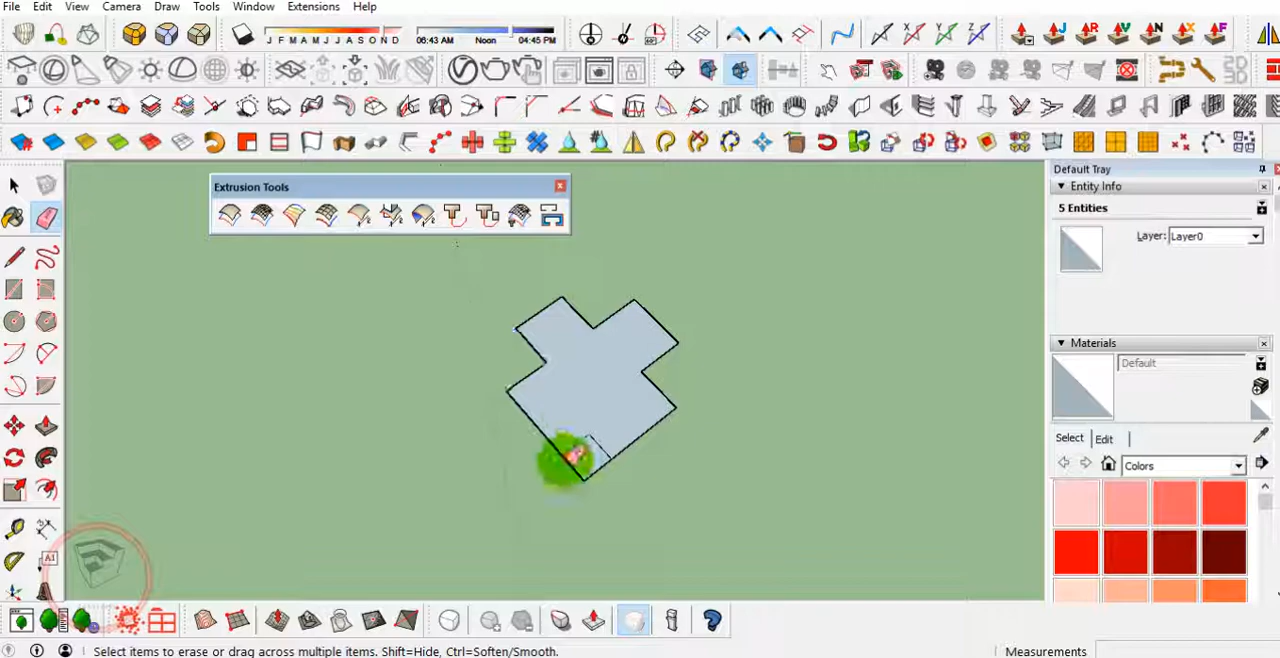 File Edit View Camera Draw Tools Window Extensions Help
J F M A M J J A S O N D 06:43 AM Noon 04:45 PM
J R V N X F
X Y Z
Extrusion Tools
Default Tray
Entity Info
5 Entities
Layer: Layer0
Materials
Default
Select Edit
Colors
A1
Select items to erase or drag across multiple items. Shift=Hide, Ctrl=Soften/Smooth.
Measurements